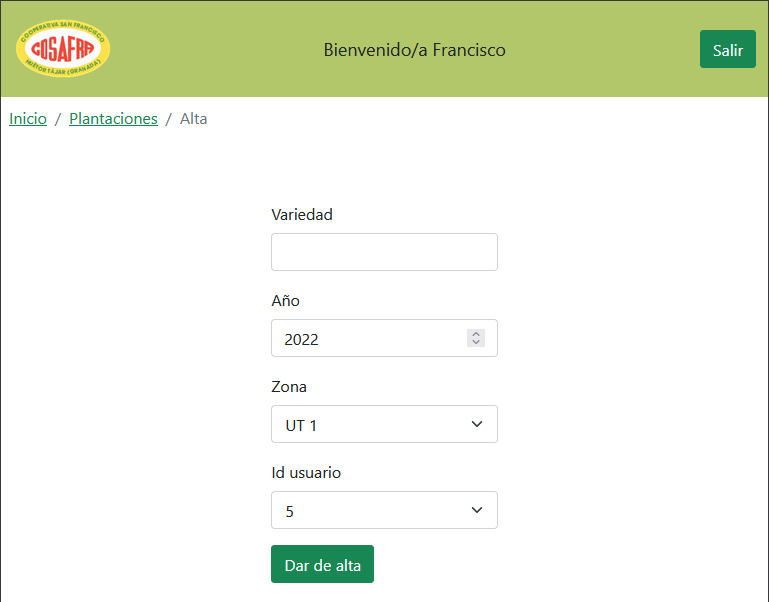 COOPERATIVA SAN FRANCISCO
COSAFRA
HUETOR TAJAR (GRANADA)
Bienvenido/a Francisco
Salir
Inicio / Plantaciones / Alta
Variedad
Año
2022
Zona
UT 1
Id usuario
5
Dar de alta